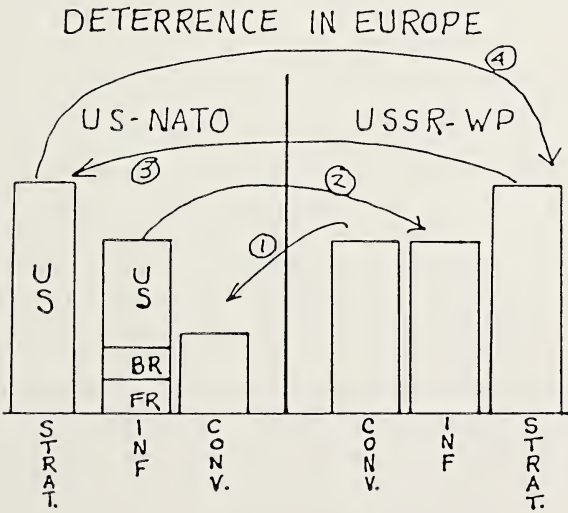 DETERRENCE IN EUROPE
4
US-NATO USSR-WP
3
2
1
US
US
BR
FR
STRAT.
INF
CONV.
CONV.
INF
STRAT.